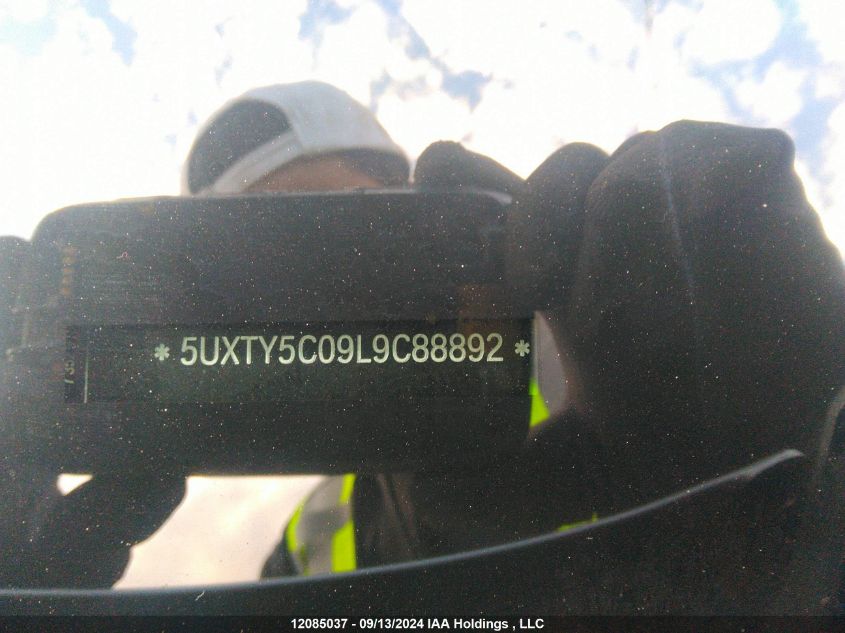 * 5UXTY5C09L9C88892 *
12085037 - 09/13/2024 IAA Holdings , LLC